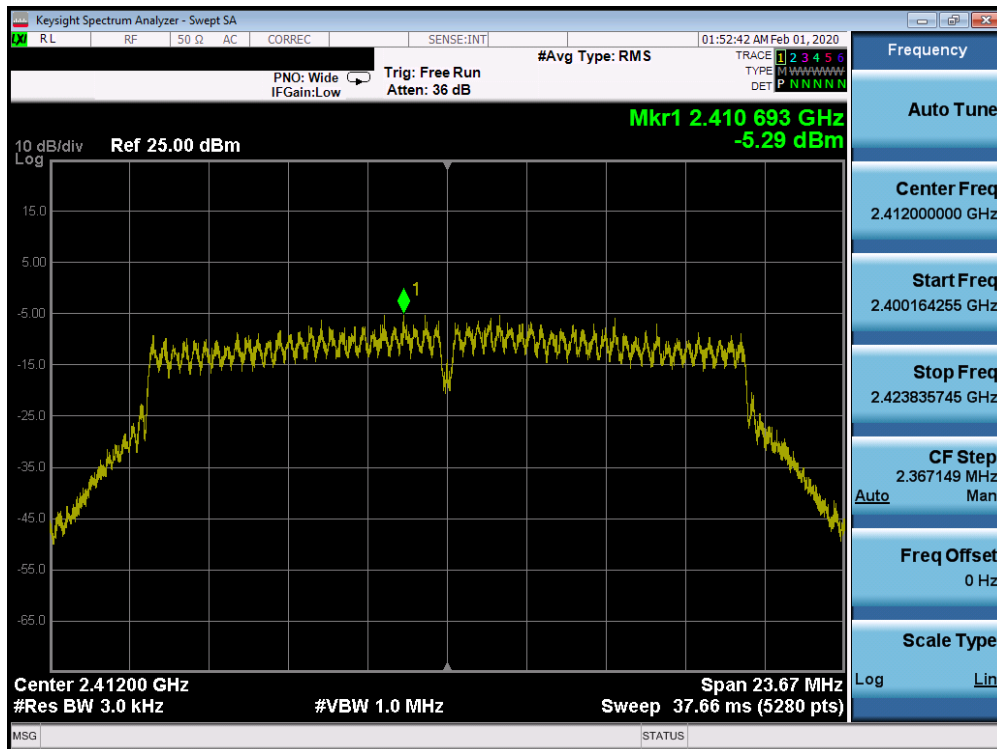 Keysight Spectrum Analyzer - Swept SA
LXI RL RF 50 Ω AC CORREC SENSE:INT 01:52:42 AM Feb 01, 2020
#Avg Type: RMS
TRACE 1 2 3 4 5 6
PNO: Wide
Trig: Free Run
TYPE M WWWWW
IFGain:Low
Atten: 36 dB
DET P N N N N N
Mkr1 2.410 693 GHz
-5.29 dBm
10 dB/div Ref 25.00 dBm
Log
15.0
5.00
1
-5.00
-15.0
-25.0
-35.0
-45.0
-55.0
-65.0
Center 2.41200 GHz
Span 23.67 MHz
#Res BW 3.0 kHz
#VBW 1.0 MHz
Sweep 37.66 ms (5280 pts)
MSG
STATUS
Frequency
Auto Tune
Center Freq
2.412000000 GHz
Start Freq
2.400164255 GHz
Stop Freq
2.423835745 GHz
CF Step
2.367149 MHz
Auto Man
Freq Offset
0 Hz
Scale Type
Log Lin